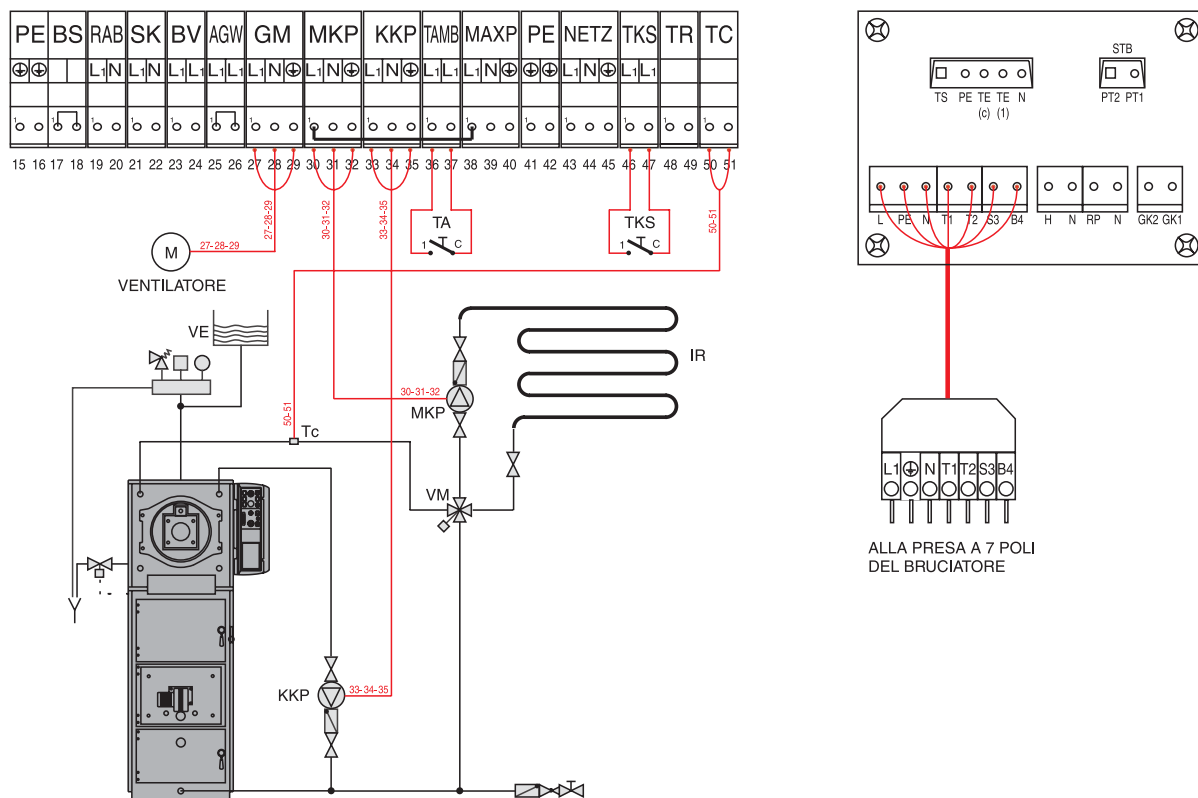 PE BS RAB SK BV AGW GM MKP KKP TAMB MAXP PE NETZ TKS TR TC
L1 N L1 N L1 L1 L1 L1 L1 N L1 N L1 N L1 L1 L1 N L1 N L1 L1
1 1 1 1 1 1 1 1 1 1 1 1 1 1 1 1
15 16 17 18 19 20 21 22 23 24 25 26 27 28 29 30 31 32 33 34 35 36 37 38 39 40 41 42 43 44 45 46 47 48 49 50 51
27-28-29
30-31-32
33-34-35
50-51
TA
1 T C
TKS
1 T C
27-28-29
M
VENTILATORE
VE
IR
30-31-32
MKP
50-51
Tc
VM
KKP
33-34-35
STB
TS PE TE TE N
(c) (1)
PT2 PT1
L PE N T1 T2 S3 B4
H N RP N
GK2 GK1
L1 N T1 T2 S3 B4
ALLA PRESA A 7 POLI
DEL BRUCIATORE